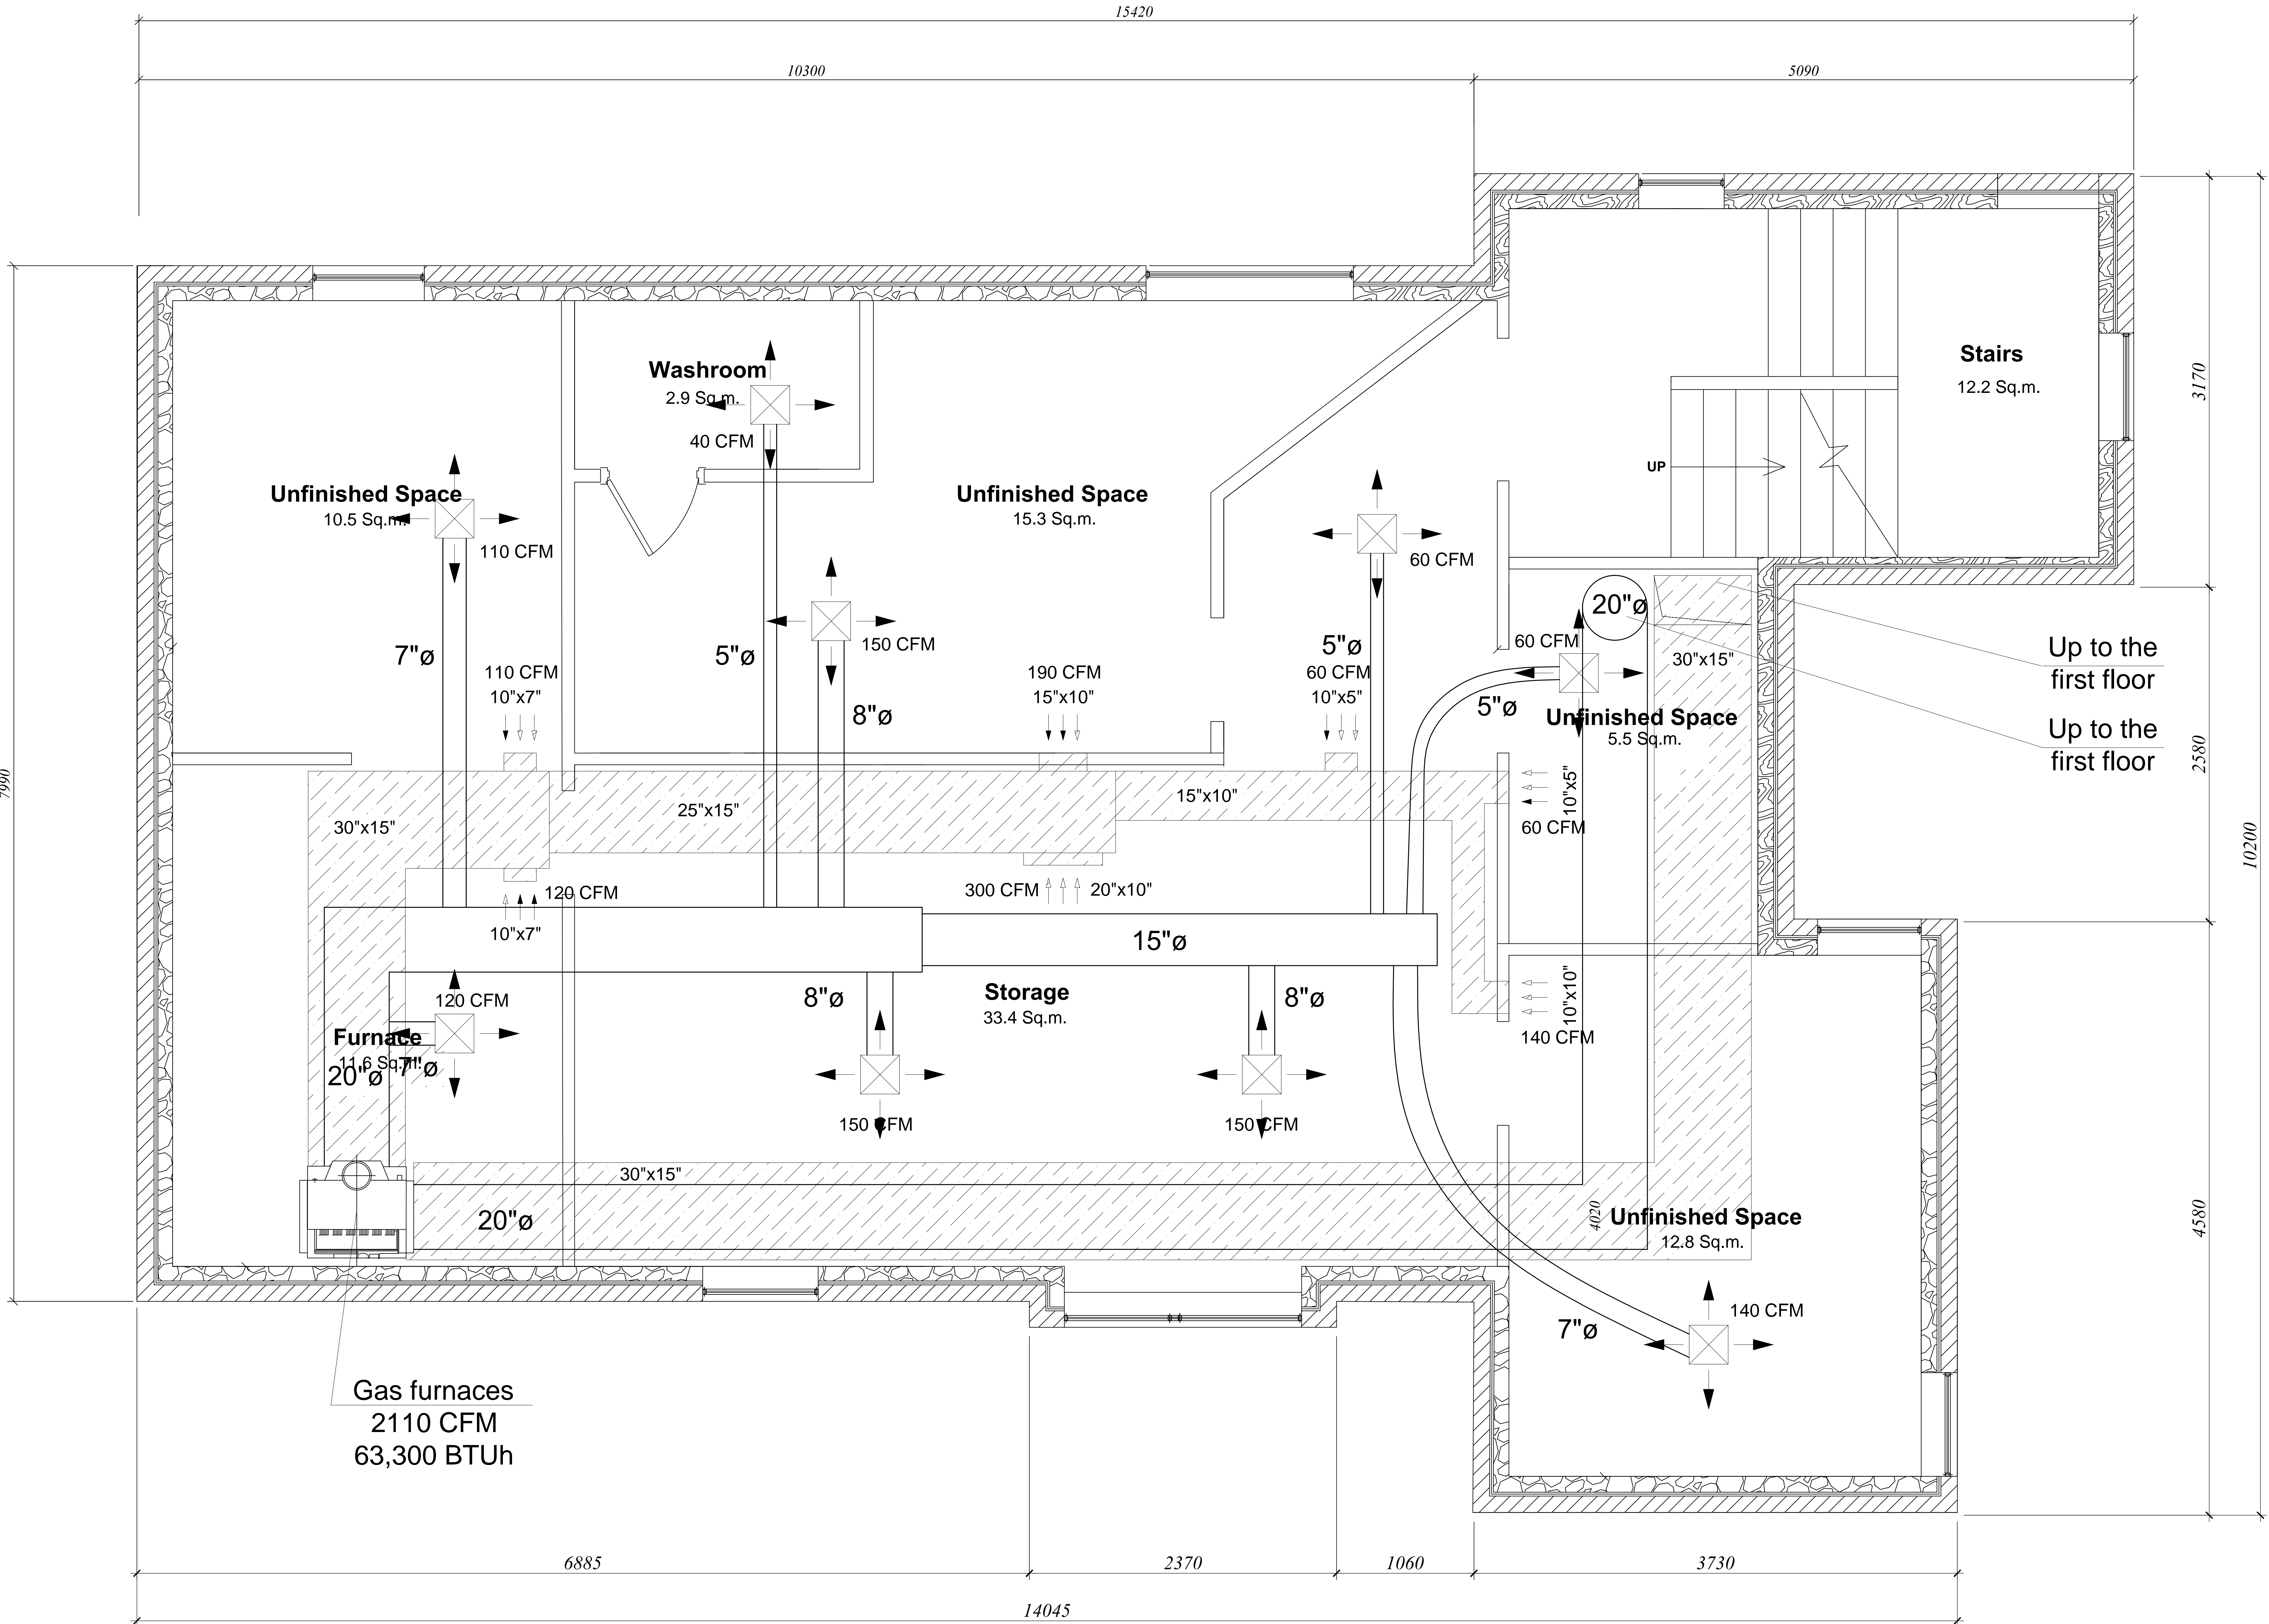 15420
10300
5090
Stairs
12.2 Sq.m.
3170
Washroom
2.9 Sq.m.
40 CFM
UP
Unfinished Space
10.5 Sq.m.
110 CFM
Unfinished Space
15.3 Sq.m.
60 CFM
20"ø
Up to the
first floor
Up to the
first floor
7"ø
5"ø
150 CFM
8"ø
110 CFM
10"x7"
190 CFM
15"x10"
5"ø
60 CFM
10"x5"
60 CFM
30"x15"
5"ø
Unfinished Space
5.5 Sq.m.
2580
7990
10200
30"x15"
25"x15"
15"x10"
10"x5"
60 CFM
120 CFM
10"x7"
300 CFM
20"x10"
15"ø
120 CFM
Furnace
11.6 Sq.m.
20"ø
7"ø
8"ø
Storage
33.4 Sq.m.
8"ø
10"x10"
140 CFM
150 CFM
150 CFM
30"x15"
20"ø
4020
Unfinished Space
12.8 Sq.m.
4580
140 CFM
7"ø
Gas furnaces
2110 CFM
63,300 BTUh
6885
2370
1060
3730
14045